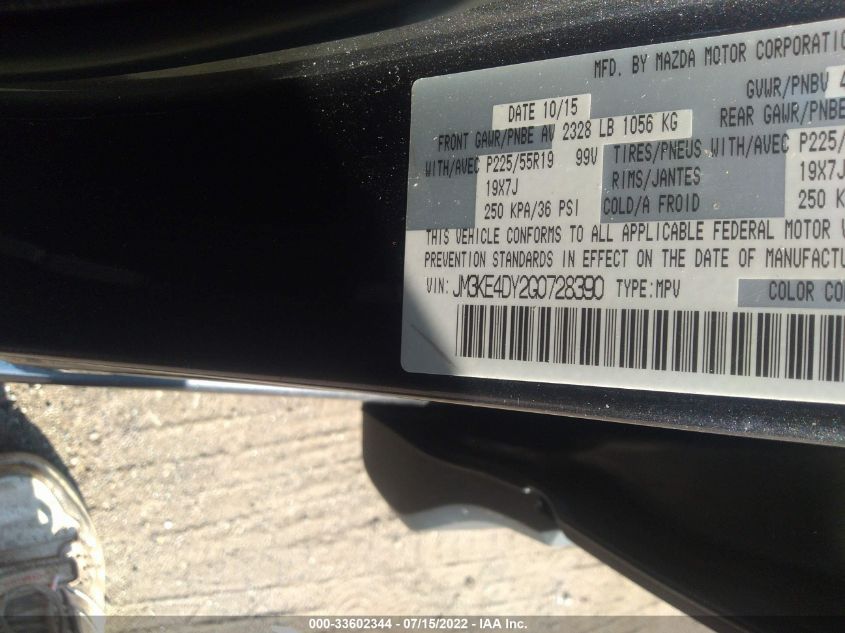 MFD. BY MAZDA MOTOR CORPORATIO
DATE 10/15
GVWR/PNBV 4
FRONT GAWR/PNBE AV 2328 LB 1056 KG
REAR GAWR/PNBE
WITH/AVEC P225/55R19 99V TIRES/PNEUS WITH/AVEC P225/
19X7J RIMS/JANTES 19X7J
250 KPA/36 PSI COLD/A FROID 250 K
THIS VEHICLE CONFORMS TO ALL APPLICABLE FEDERAL MOTOR V
PREVENTION STANDARDS IN EFFECT ON THE DATE OF MANUFACTU
VIN: JM3KE4DY2G0728390 TYPE:MPV COLOR CO
000-33602344 - 07/15/2022 - IAA Inc.